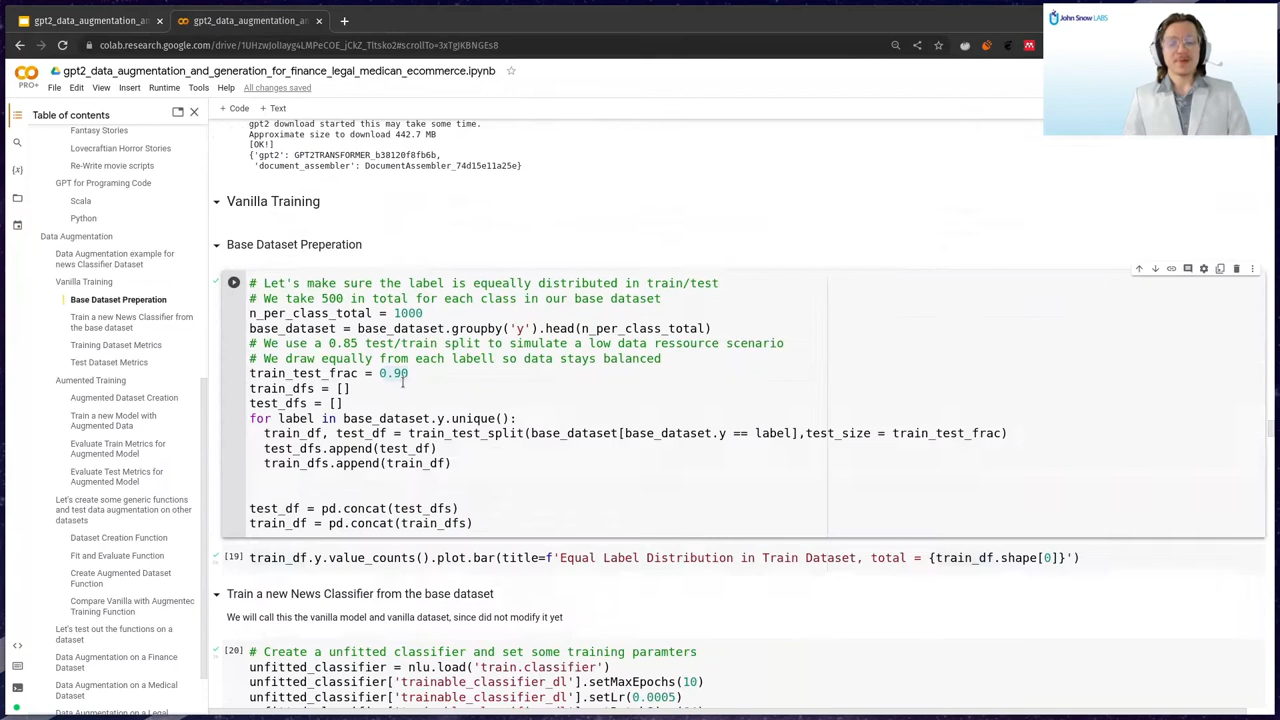 gpt2_data_augmentation_an
gpt2_data_augmentation_an
colab.research.google.com/drive/1UHzwJolIayg4LMPeCOE_jCkZ_Tltsko2#scrollTo=3xTgJKBNGEs8
John Snow LABS
PRO+
gpt2_data_augmentation_and_generation_for_finance_legal_medican_ecommerce.ipynb
File Edit View Insert Runtime Tools Help All changes saved
Table of contents
Fantasy Stories
Lovecraftian Horror Stories
Re-Write movie scripts
GPT for Programing Code
Scala
Python
Data Augmentation
Data Augmentation example for
news Classifier Dataset
Vanilla Training
Base Dataset Preperation
Train a new News Classifier from
the base dataset
Training Dataset Metrics
Test Dataset Metrics
Aumented Training
Augmented Dataset Creation
Train a new Model with
Augmented Data
Evaluate Train Metrics for
Augmented Model
Evaluate Test Metrics for
Augmented Model
Let's create some generic functions
and test data augmentation on other
datasets
Dataset Creation Function
Fit and Evaluate Function
Create Augmented Dataset
Function
Compare Vanilla with Augmentec
Training Function
Let's test out the functions on a
dataset
Data Augmentation on a Finance
Dataset
Data Augmentation on a Medical
Dataset
Data Augmentation on a Legal
+ Code + Text
gpt2 download started this may take some time.
Approximate size to download 442.7 MB
[OK!]
{'gpt2': GPT2TRANSFORMER_b38120f8fb6b,
'document_assembler': DocumentAssembler_74d15e11a25e}
Vanilla Training
Base Dataset Preperation
# Let's make sure the label is equeally distributed in train/test
# We take 500 in total for each class in our base dataset
n_per_class_total = 1000
base_dataset = base_dataset.groupby('y').head(n_per_class_total)
# We use a 0.85 test/train split to simulate a low data ressource scenario
# We draw equally from each labell so data stays balanced
train_test_frac = 0.90
train_dfs = []
test_dfs = []
for label in base_dataset.y.unique():
train_df, test_df = train_test_split(base_dataset[base_dataset.y == label],test_size = train_test_frac)
test_dfs.append(test_df)
train_dfs.append(train_df)
test_df = pd.concat(test_dfs)
train_df = pd.concat(train_dfs)
[19] train_df.y.value_counts().plot.bar(title=f'Equal Label Distribution in Train Dataset, total = {train_df.shape[0]}')
Train a new News Classifier from the base dataset
We will call this the vanilla model and vanilla dataset, since did not modify it yet
[20] # Create a unfitted classifier and set some training paramters
unfitted_classifier = nlu.load('train.classifier')
unfitted_classifier['trainable_classifier_dl'].setMaxEpochs(10)
unfitted_classifier['trainable_classifier_dl'].setLr(0.0005)